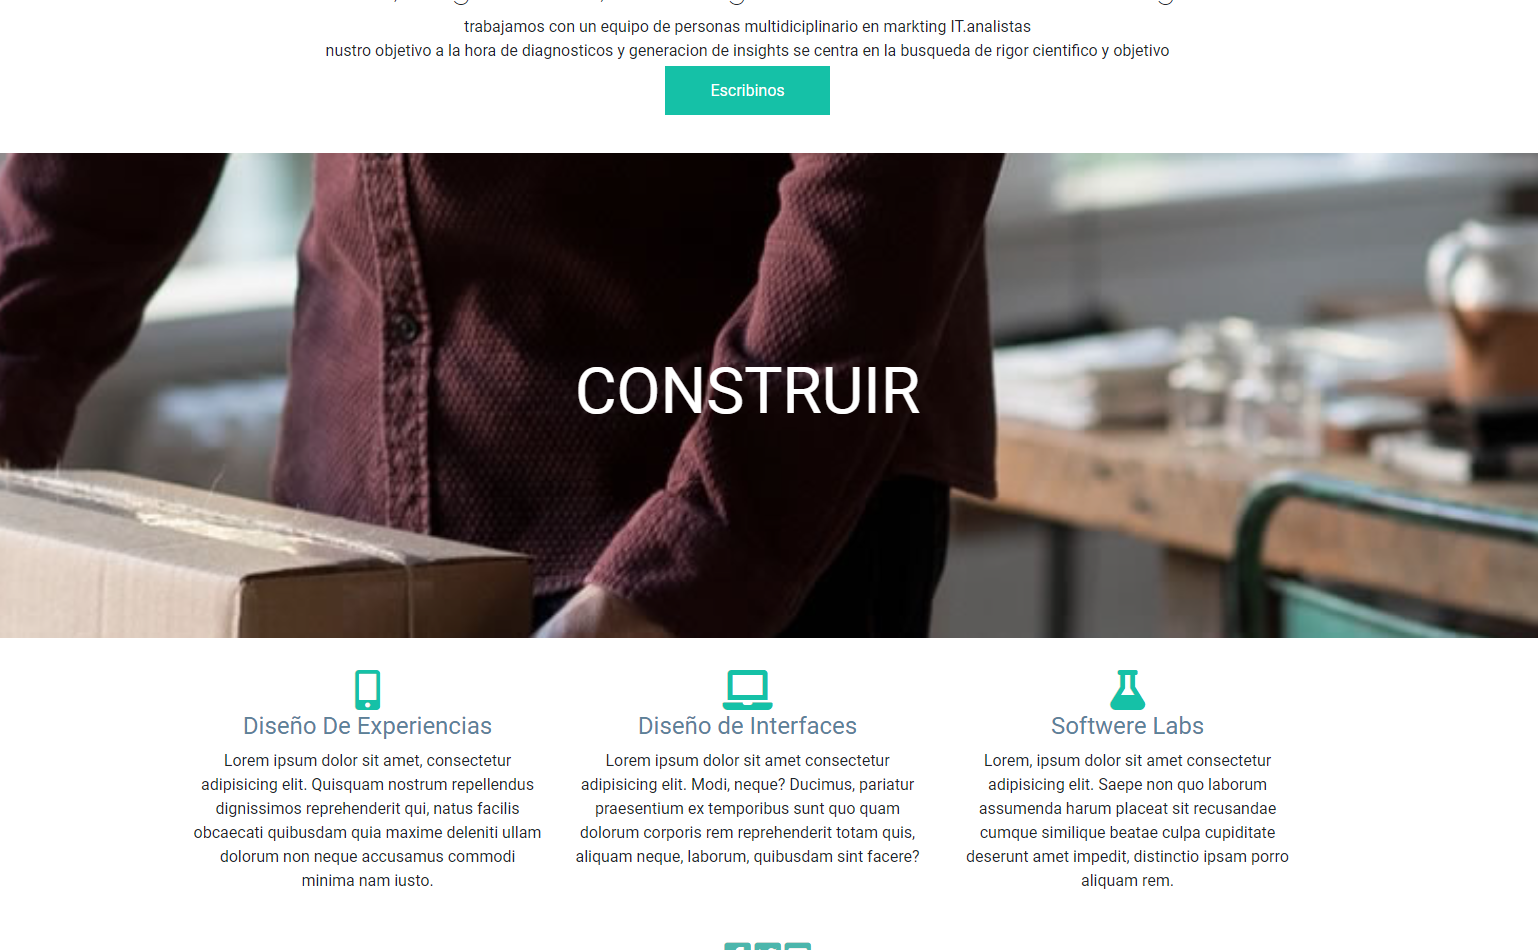 trabajamos con un equipo de personas multidiciplinario en markting IT.analistas
nustro objetivo a la hora de diagnosticos y generacion de insights se centra en la busqueda de rigor cientifico y objetivo
Escribinos
CONSTRUIR
Diseño De Experiencias
Lorem ipsum dolor sit amet, consectetur
adipisicing elit. Quisquam nostrum repellendus
dignissimos reprehenderit qui, natus facilis
obcaecati quibusdam quia maxime deleniti ullam
dolorum non neque accusamus commodi
minima nam iusto.
Diseño de Interfaces
Lorem ipsum dolor sit amet consectetur
adipisicing elit. Modi, neque? Ducimus, pariatur
praesentium ex temporibus sunt quo quam
dolorum corporis rem reprehenderit totam quis,
aliquam neque, laborum, quibusdam sint facere?
Softwere Labs
Lorem, ipsum dolor sit amet consectetur
adipisicing elit. Saepe non quo laborum
assumenda harum placeat sit recusandae
cumque similique beatae culpa cupiditate
deserunt amet impedit, distinctio ipsam porro
aliquam rem.